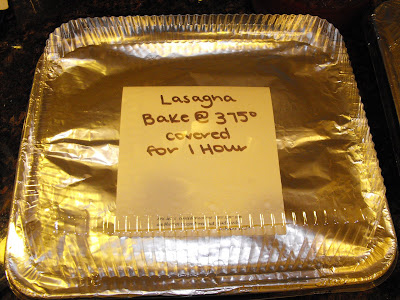 Lasagna
Bake @ 375°
covered
for 1 Hour